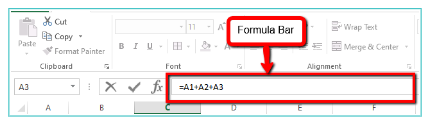 Cut
Copy
Paste
Format Painter
Clipboard
11
A A
B I U
Font
Formula Bar
Wrap Text
Merge & Center
Alignment
A3
fx
=A1+A2+A3
A B C D E F